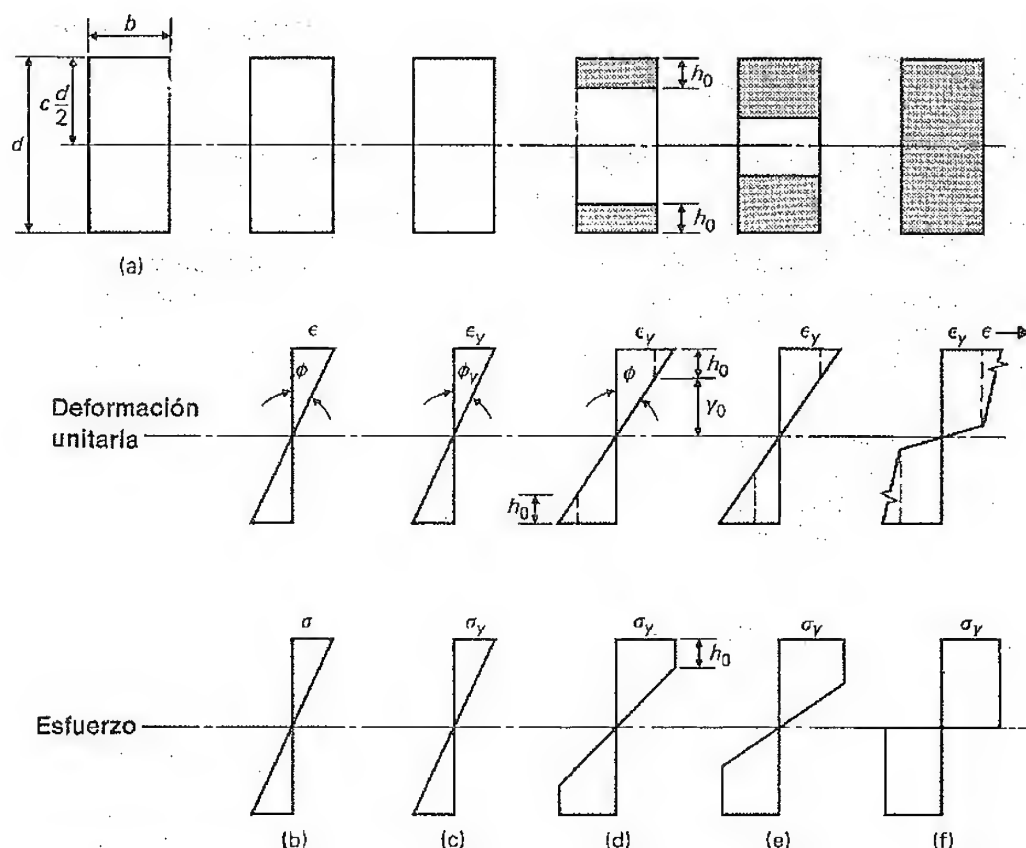 b
c d/2
d
h₀
h₀
(a)
ϵ
ϵy
ϵy
ϵy
ϵy ϵ
ϕ
ϕy
ϕ
h₀
y₀
h₀
Deformación
unitaria
σ
σy
σy
σy
σy
h₀
Esfuerzo
(b)
(c)
(d)
(e)
(f)